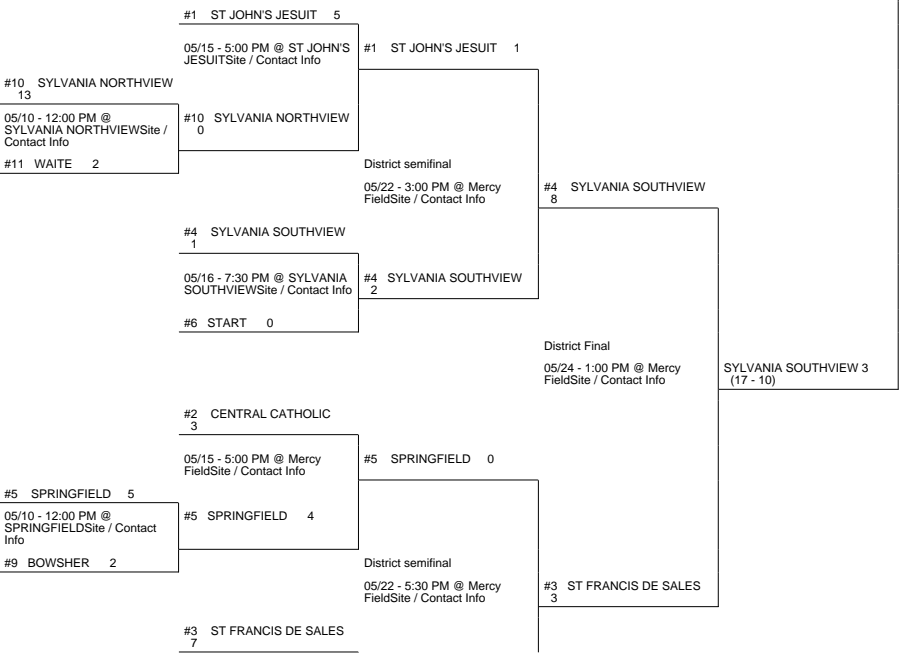 #1 ST JOHN'S JESUIT 5
05/15 - 5:00 PM @ ST JOHN'S
JESUITSite / Contact Info
#1 ST JOHN'S JESUIT 1
#10 SYLVANIA NORTHVIEW
13
05/10 - 12:00 PM @
SYLVANIA NORTHVIEWSite /
Contact Info
#10 SYLVANIA NORTHVIEW
0
#11 WAITE 2
District semifinal
05/22 - 3:00 PM @ Mercy
FieldSite / Contact Info
#4 SYLVANIA SOUTHVIEW
8
#4 SYLVANIA SOUTHVIEW
1
05/16 - 7:30 PM @ SYLVANIA
SOUTHVIEWSite / Contact Info
#4 SYLVANIA SOUTHVIEW
2
#6 START 0
District Final
05/24 - 1:00 PM @ Mercy
FieldSite / Contact Info
SYLVANIA SOUTHVIEW 3
(17 - 10)
#2 CENTRAL CATHOLIC
3
05/15 - 5:00 PM @ Mercy
FieldSite / Contact Info
#5 SPRINGFIELD 0
#5 SPRINGFIELD 5
05/10 - 12:00 PM @
SPRINGFIELDSite / Contact
Info
#5 SPRINGFIELD 4
#9 BOWSHER 2
District semifinal
05/22 - 5:30 PM @ Mercy
FieldSite / Contact Info
#3 ST FRANCIS DE SALES
3
#3 ST FRANCIS DE SALES
7